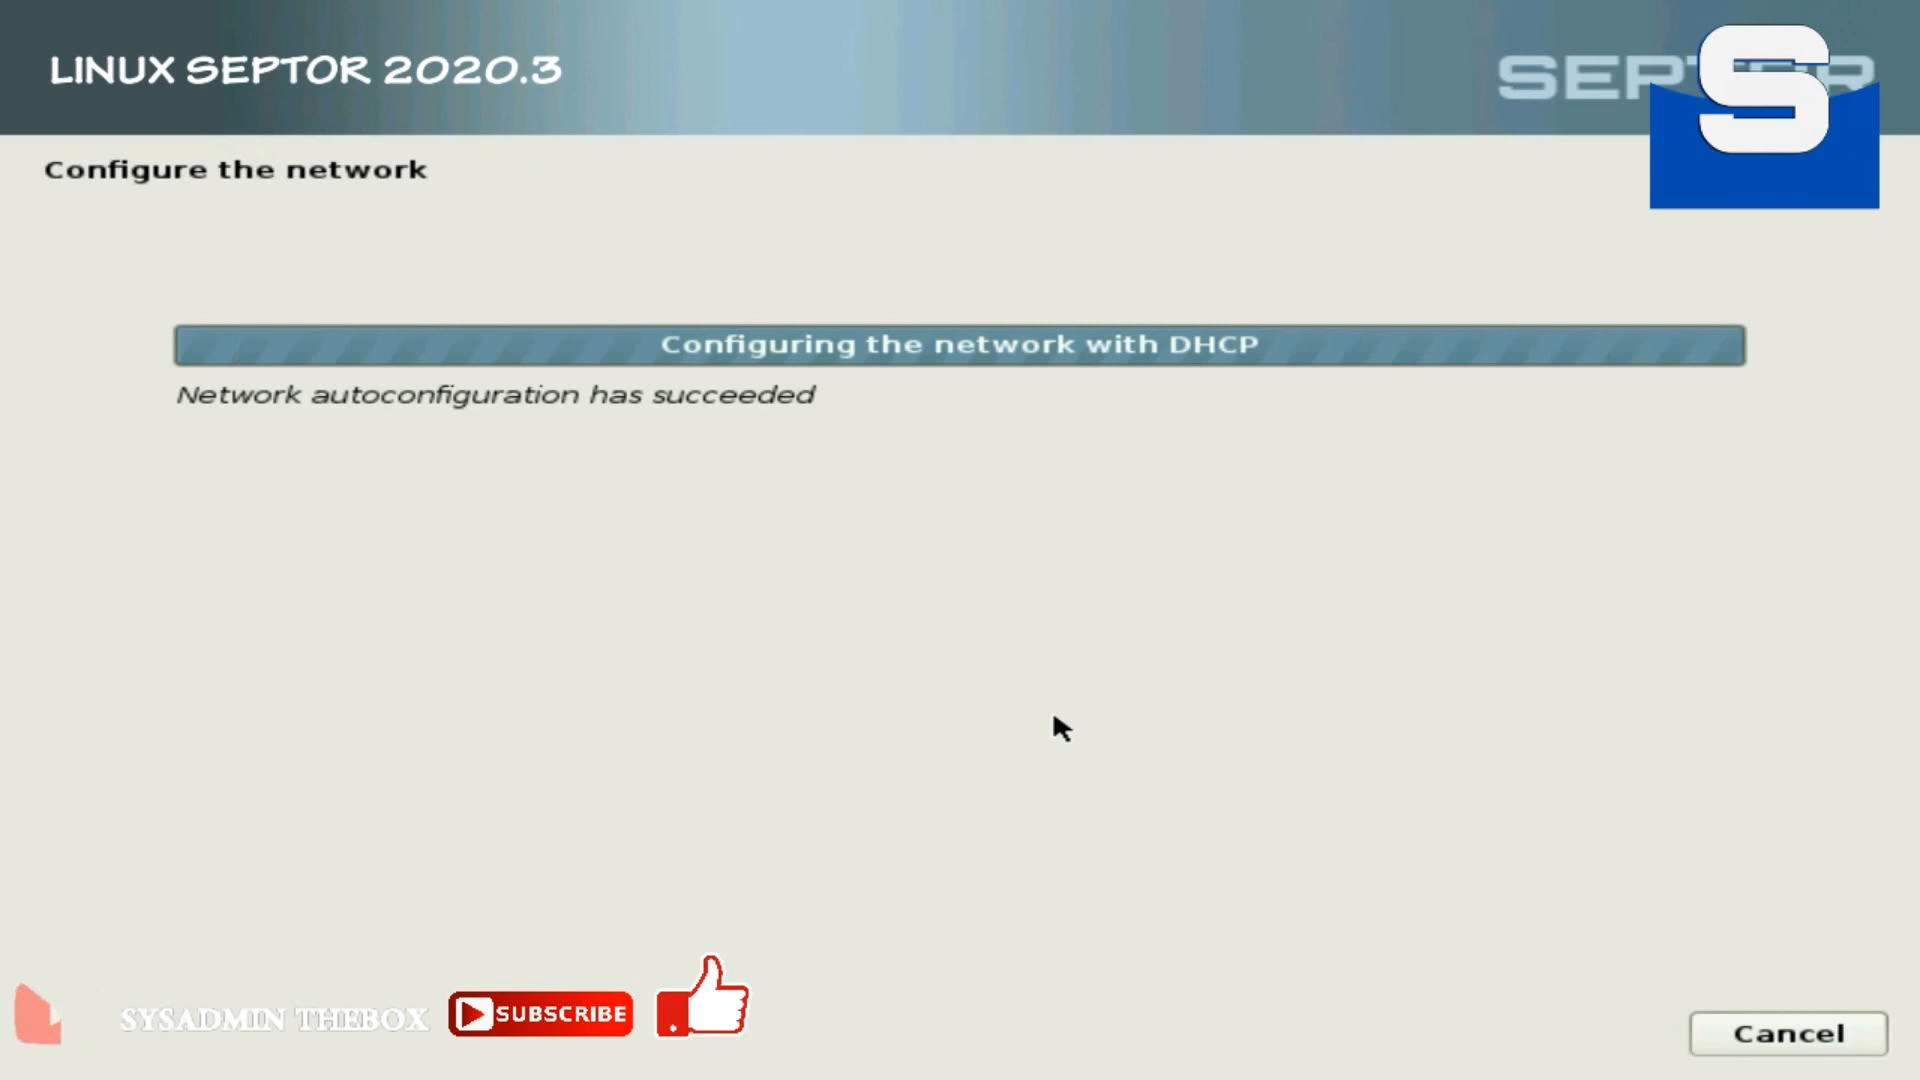 LINUX SEPTOR 2020.3
SEPTOR
S
Configure the network
Configuring the network with DHCP
Network autoconfiguration has succeeded
SYSADMIN THEBOX
SUBSCRIBE
Cancel